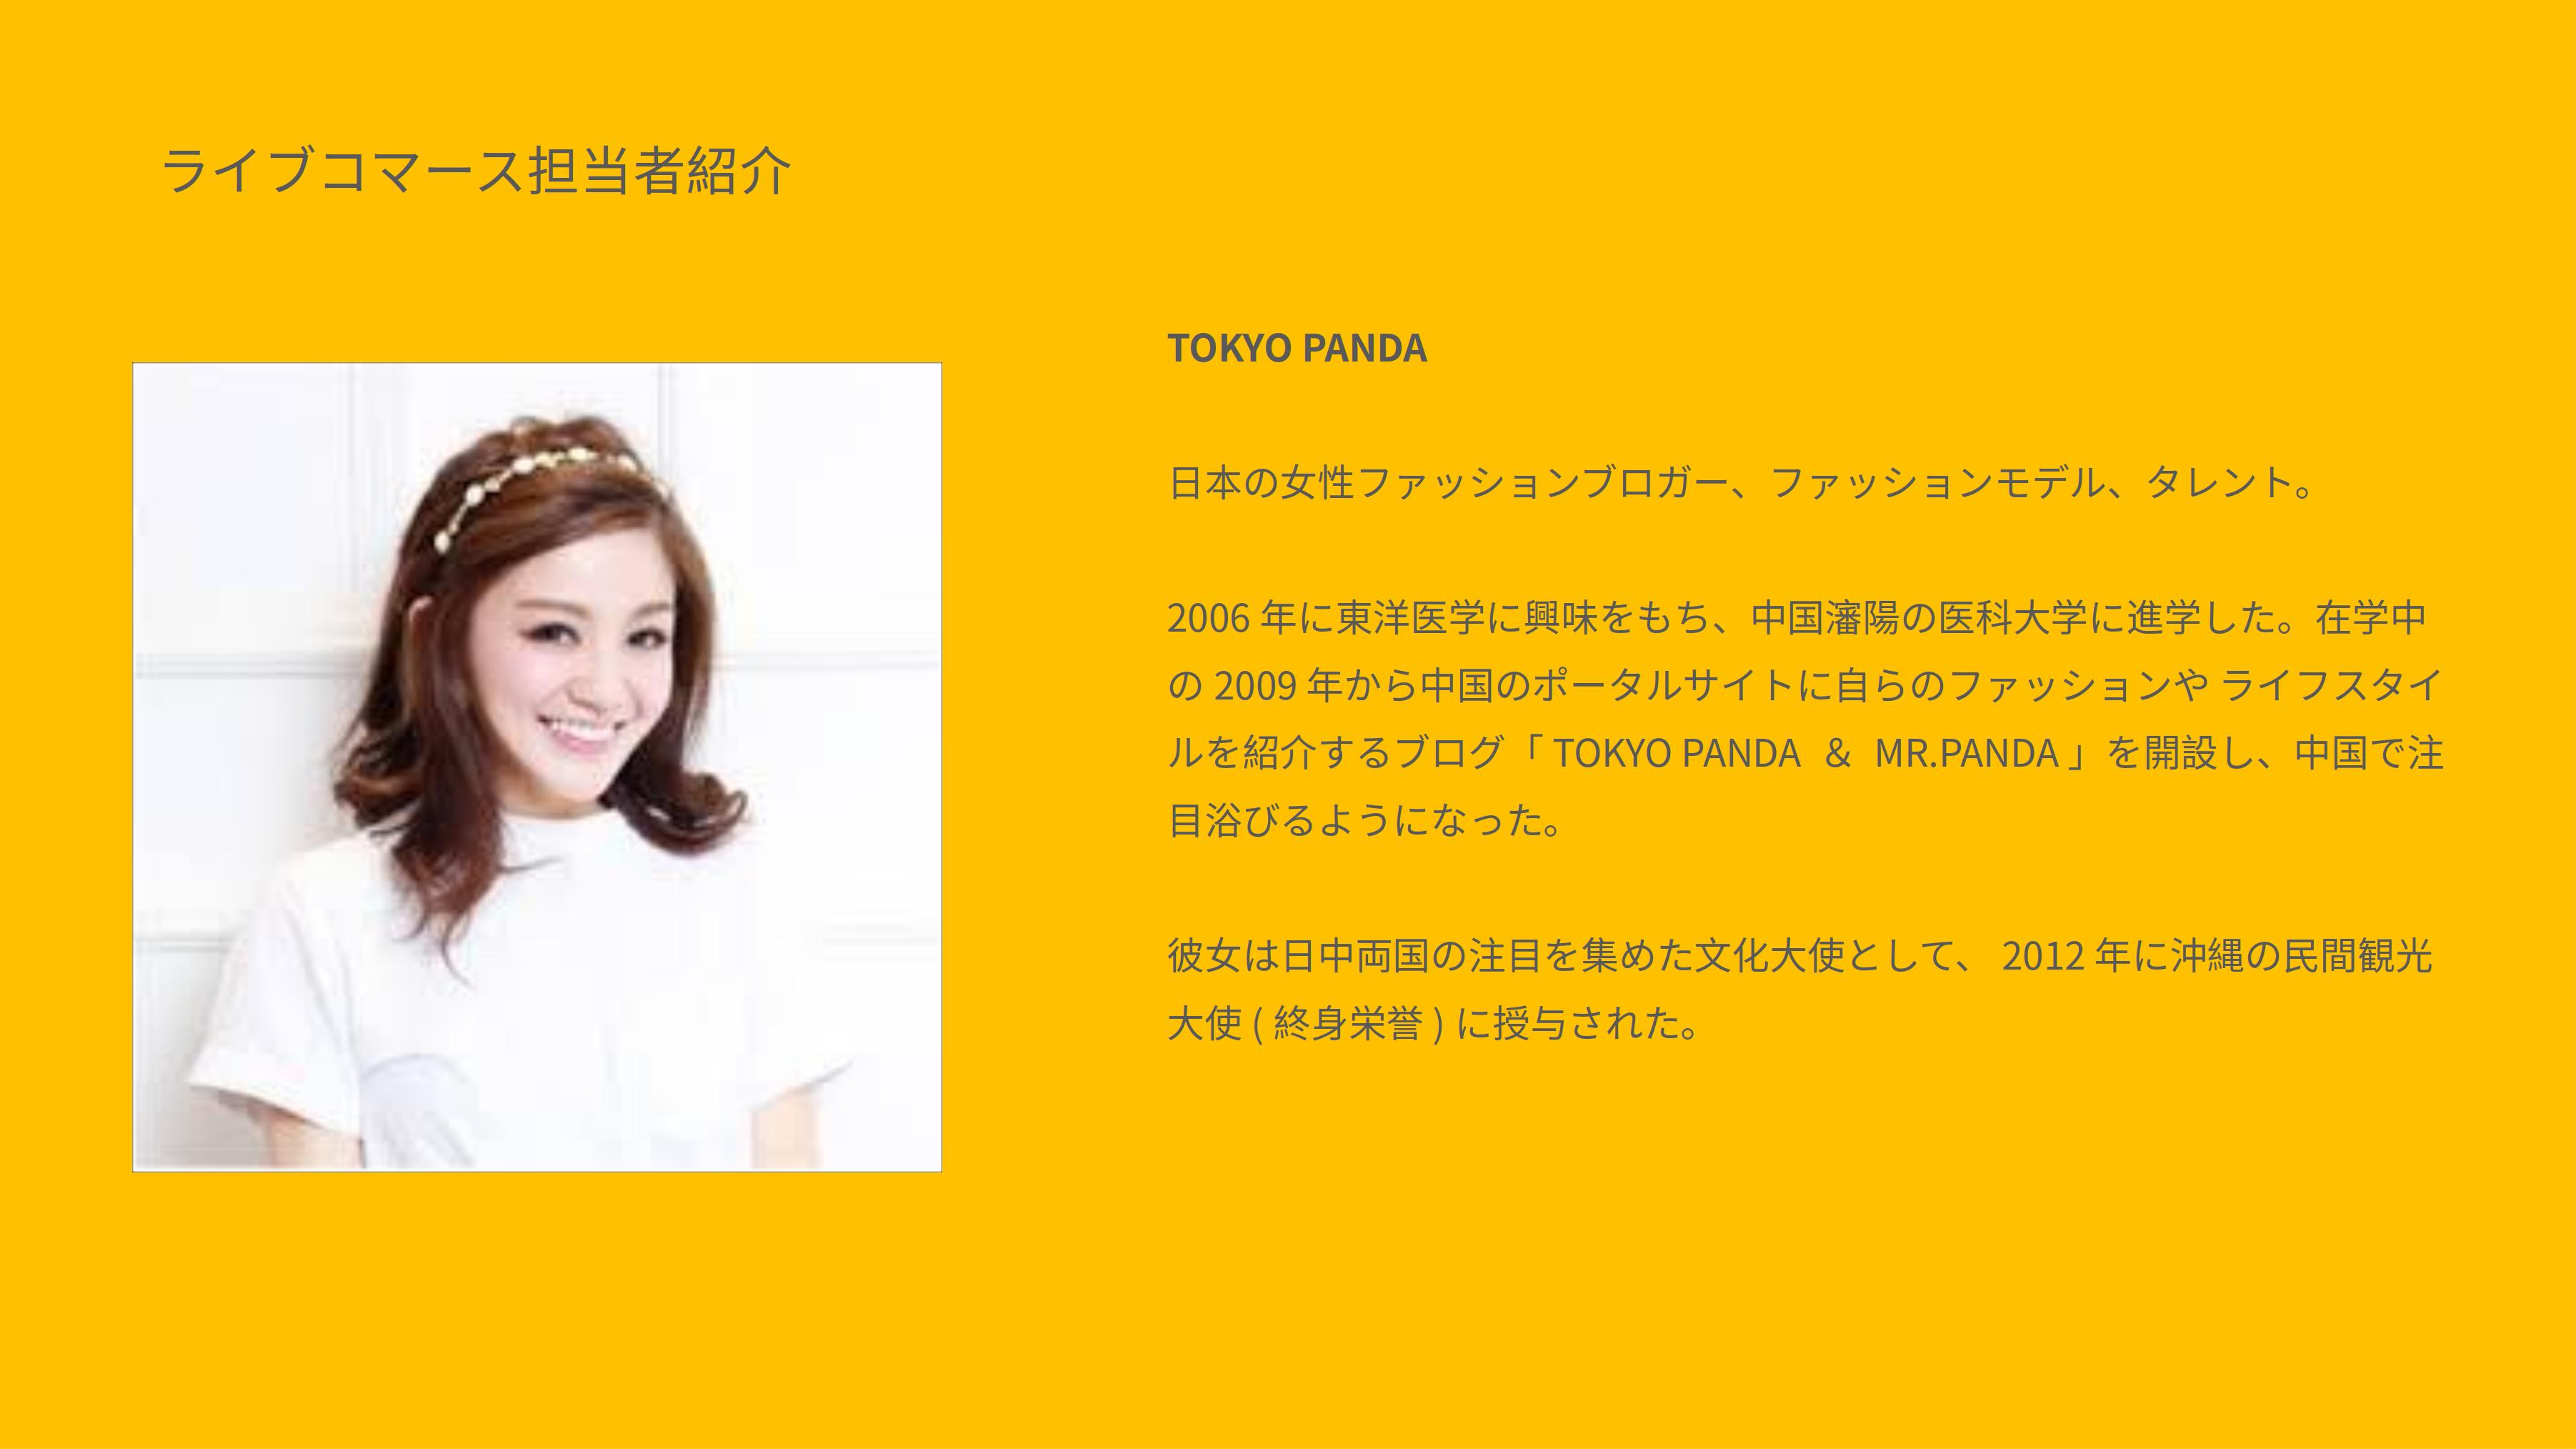 ライブコマース担当者紹介
TOKYO PANDA
日本の女性ファッションブロガー、ファッションモデル、タレント。
2006 年に東洋医学に興味をもち、中国瀋陽の医科大学に進学した。在学中
の 2009 年から中国のポータルサイトに自らのファッションや ライフスタイ
ルを紹介するブログ「 TOKYO PANDA ＆ MR.PANDA 」を開設し、中国で注
目浴びるようになった。
彼女は日中両国の注目を集めた文化大使として、 2012 年に沖縄の民間観光
大使 ( 終身栄誉 ) に授与された。